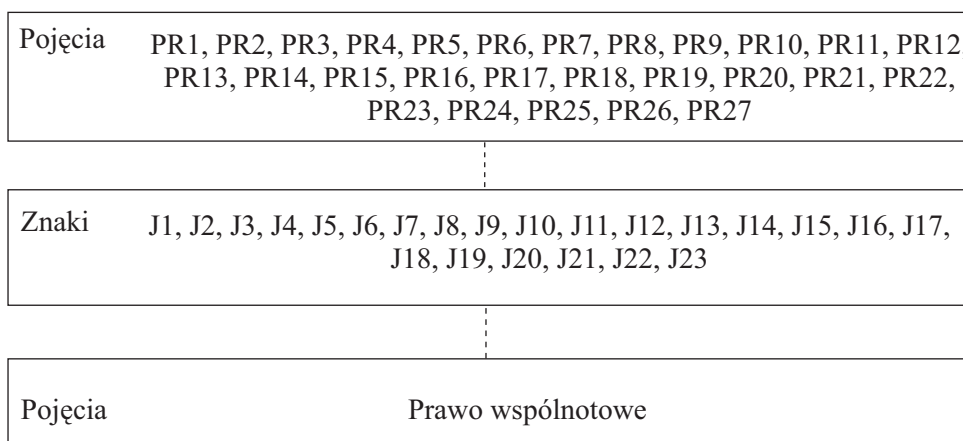 Pojęcia PR1, PR2, PR3, PR4, PR5, PR6, PR7, PR8, PR9, PR10, PR11, PR12,
PR13, PR14, PR15, PR16, PR17, PR18, PR19, PR20, PR21, PR22,
PR23, PR24, PR25, PR26, PR27
Znaki J1, J2, J3, J4, J5, J6, J7, J8, J9, J10, J11, J12, J13, J14, J15, J16, J17,
J18, J19, J20, J21, J22, J23
Pojęcia Prawo wspólnotowe